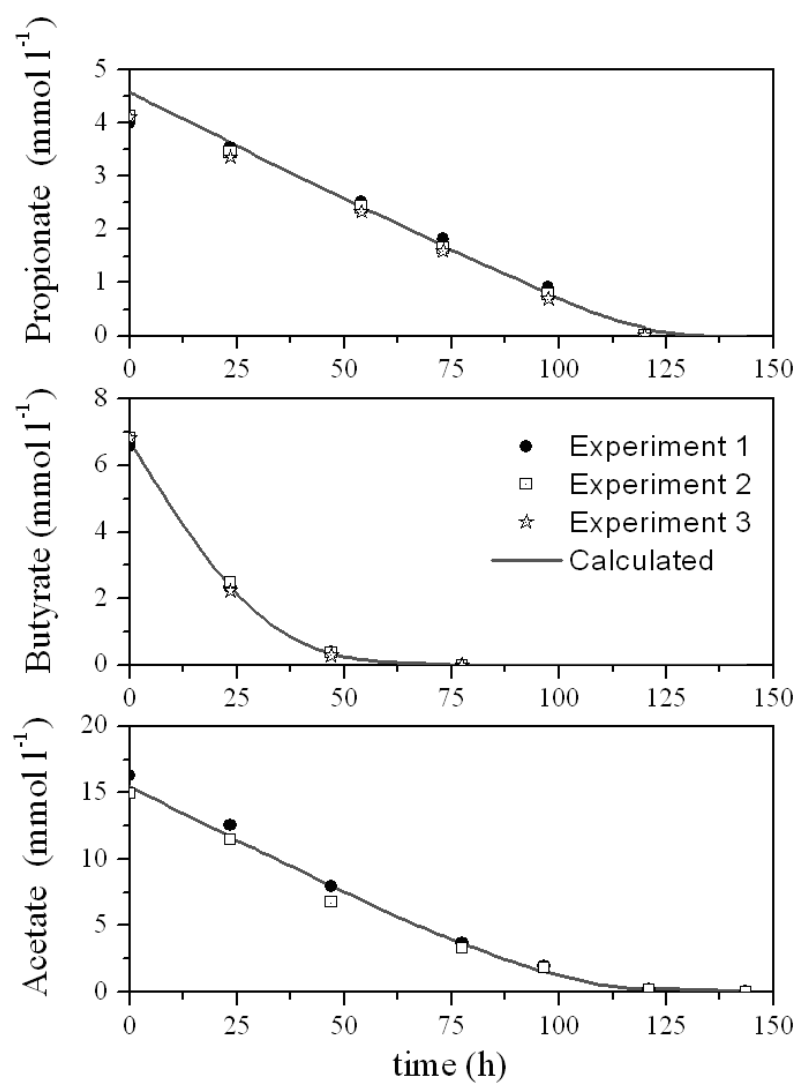 Propionate (mmol l⁻¹)
5
4
3
2
1
0
0 25 50 75 100 125 150
Butyrate (mmol l⁻¹)
8
6
4
2
0
Experiment 1
Experiment 2
Experiment 3
Calculated
0 25 50 75 100 125 150
Acetate (mmol l⁻¹)
20
15
10
5
0
0 25 50 75 100 125 150
time (h)